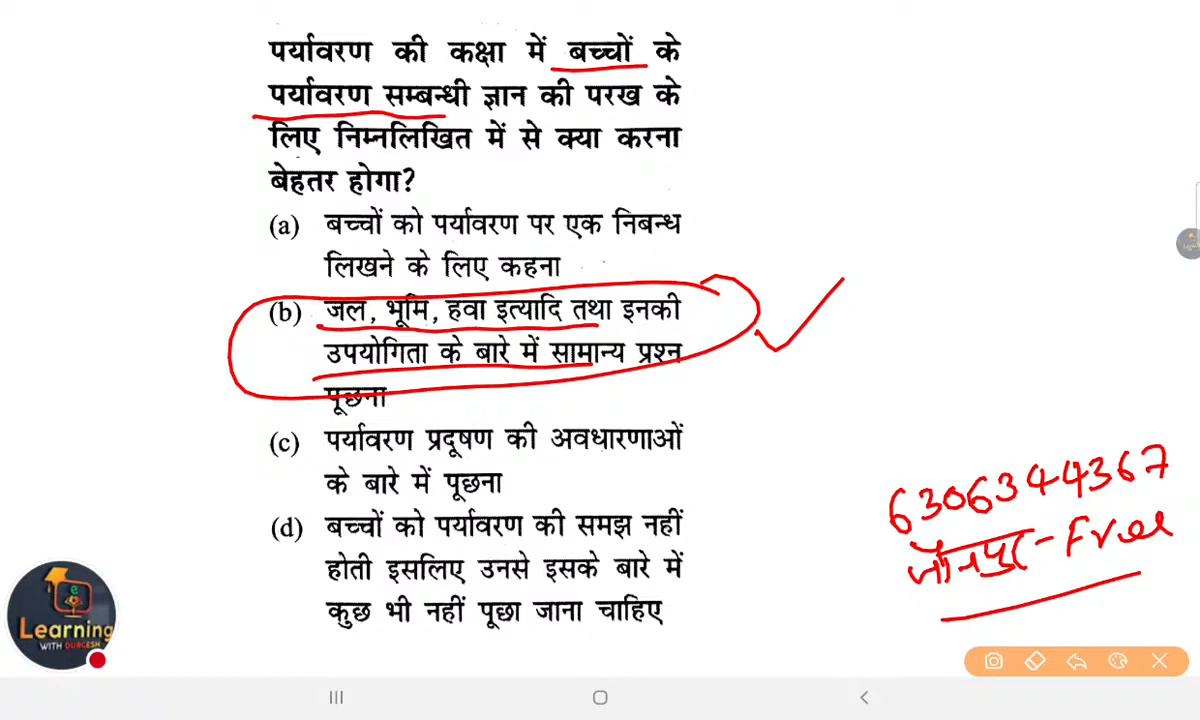 पर्यावरण की कक्षा में बच्चों के
पर्यावरण सम्बन्धी ज्ञान की परख के
लिए निम्नलिखित में से क्या करना
बेहतर होगा?
(a) बच्चों को पर्यावरण पर एक निबन्ध
लिखने के लिए कहना
(b) जल, भूमि, हवा इत्यादि तथा इनकी
उपयोगिता के बारे में सामान्य प्रश्न
पूछना
(c) पर्यावरण प्रदूषण की अवधारणाओं
के बारे में पूछना
(d) बच्चों को पर्यावरण की समझ नहीं
होती इसलिए उनसे इसके बारे में
कुछ भी नहीं पूछा जाना चाहिए
6306344367
जौनपुर - Free
e
Learning
WITH DURGESH